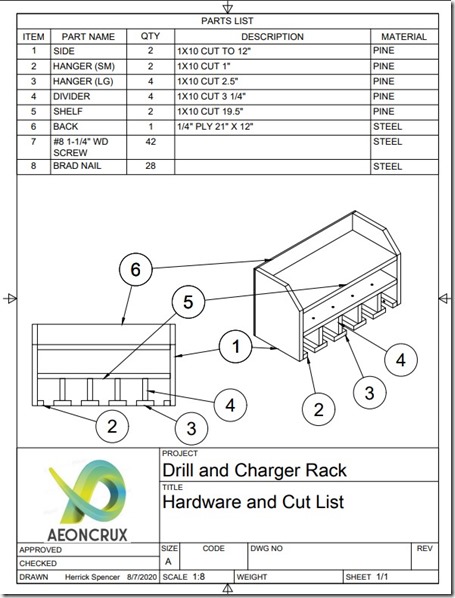 PARTS LIST
ITEM PART NAME QTY DESCRIPTION MATERIAL
1 SIDE 2 1X10 CUT TO 12" PINE
2 HANGER (SM) 2 1X10 CUT 1" PINE
3 HANGER (LG) 4 1X10 CUT 2.5" PINE
4 DIVIDER 4 1X10 CUT 3 1/4" PINE
5 SHELF 2 1X10 CUT 19.5" PINE
6 BACK 1 1/4" PLY 21" X 12" STEEL
7 #8 1-1/4" WD 42 STEEL
SCREW
8 BRAD NAIL 28 STEEL
6
5
1
4
3
2
4
2
3
PROJECT
Drill and Charger Rack
TITLE
Hardware and Cut List
AEONCRUX
APPROVED
CHECKED
SIZE CODE DWG NO REV
A
DRAWN Herrick Spencer 8/7/2020 SCALE 1:8 WEIGHT SHEET 1/1